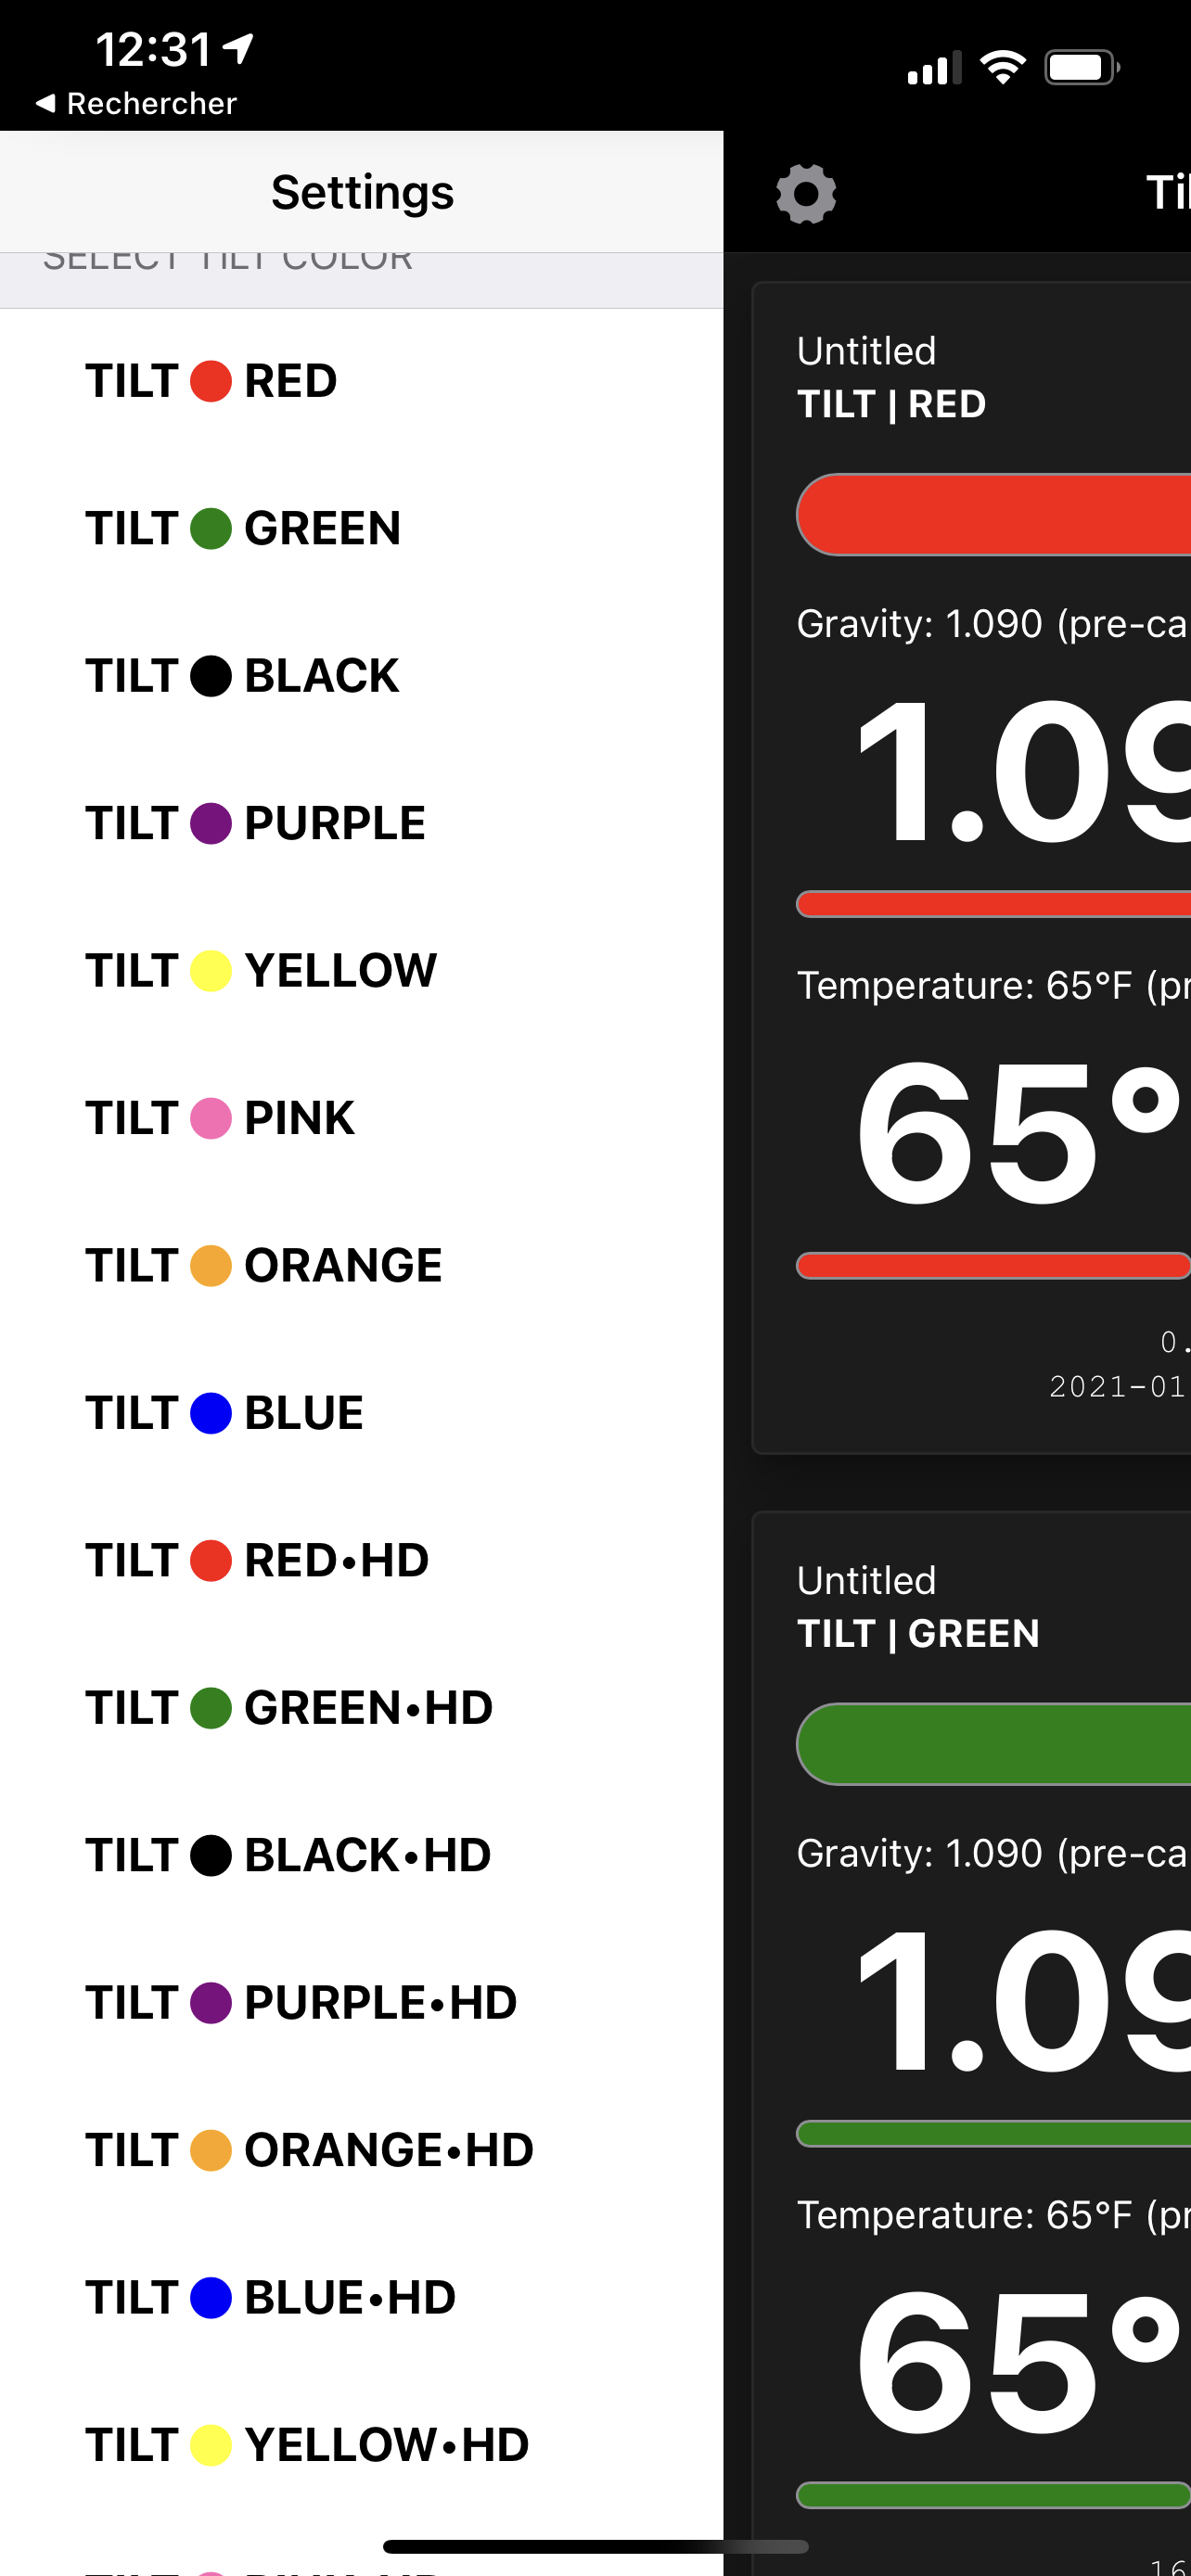 12:31
Rechercher
Settings
SELECT TILT COLOR
TILT RED
TILT GREEN
TILT BLACK
TILT PURPLE
TILT YELLOW
TILT PINK
TILT ORANGE
TILT BLUE
TILT RED•HD
TILT GREEN•HD
TILT BLACK•HD
TILT PURPLE•HD
TILT ORANGE•HD
TILT BLUE•HD
TILT YELLOW•HD
Til
Untitled
TILT | RED
Gravity: 1.090 (pre-ca
1.09
Temperature: 65°F (pr
65°
0.
2021-01
Untitled
TILT | GREEN
Gravity: 1.090 (pre-ca
1.09
Temperature: 65°F (pr
65°
16